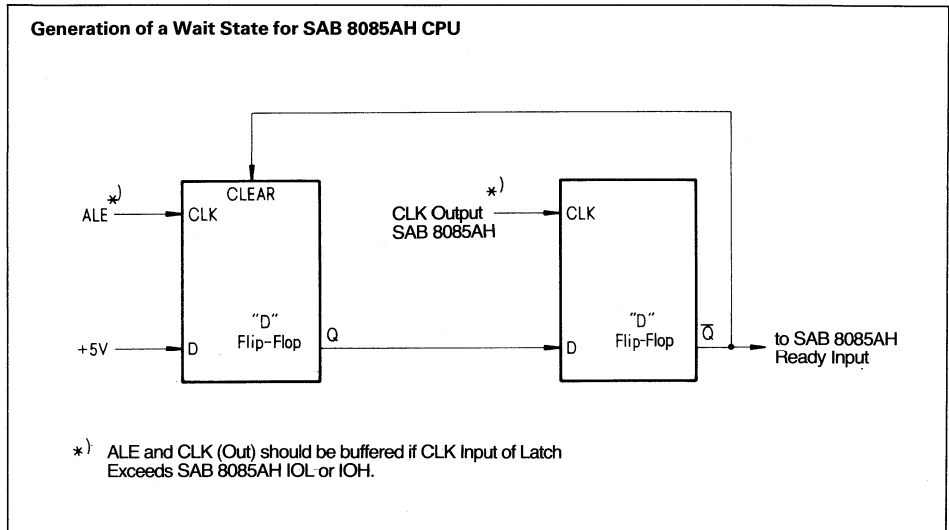 Generation of a Wait State for SAB 8085AH CPU
ALE *)
CLEAR
CLK
+5V
D
"D"
Flip-Flop
Q
*)
CLK Output
SAB 8085AH
CLK
D
"D"
Flip-Flop
Q̅
to SAB 8085AH
Ready Input
*) ALE and CLK (Out) should be buffered if CLK Input of Latch
Exceeds SAB 8085AH IOL or IOH.